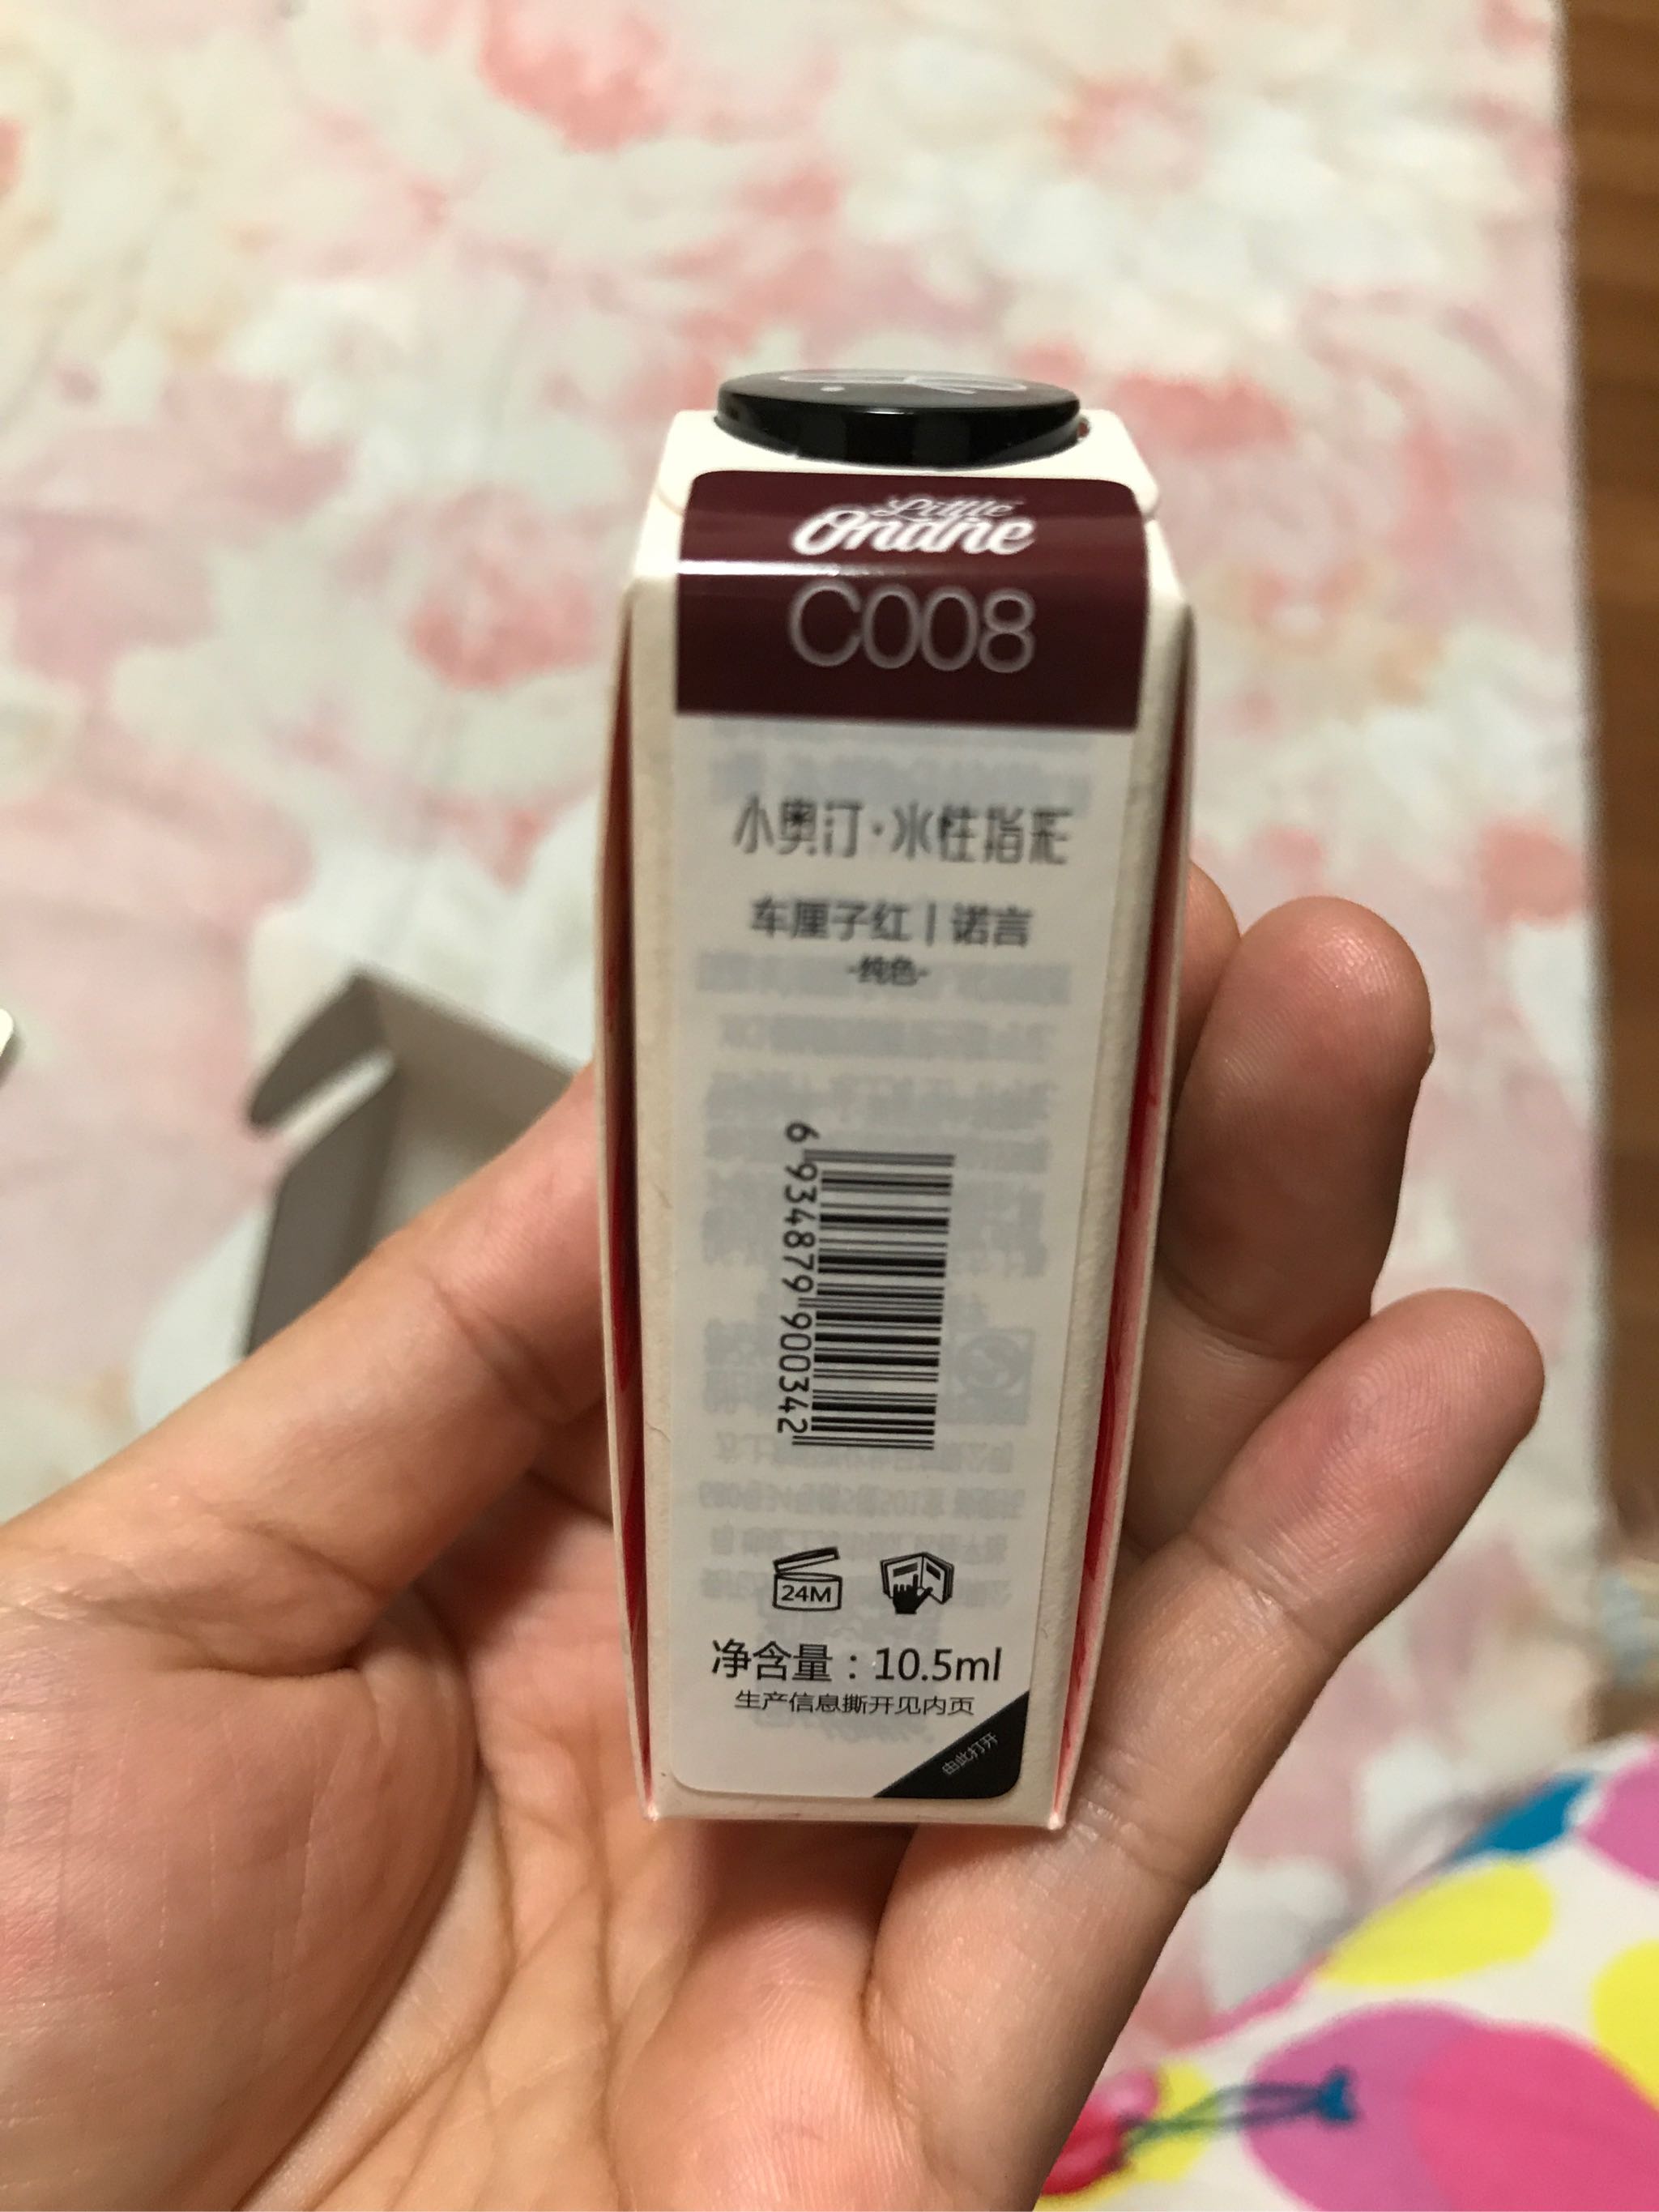 Little
Ondine
C008
小奥汀·水性指彩
车厘子红丨诺言
-纯色-
6 934879 900342
24M
净含量：10.5ml
生产信息撕开见内页
由此打开